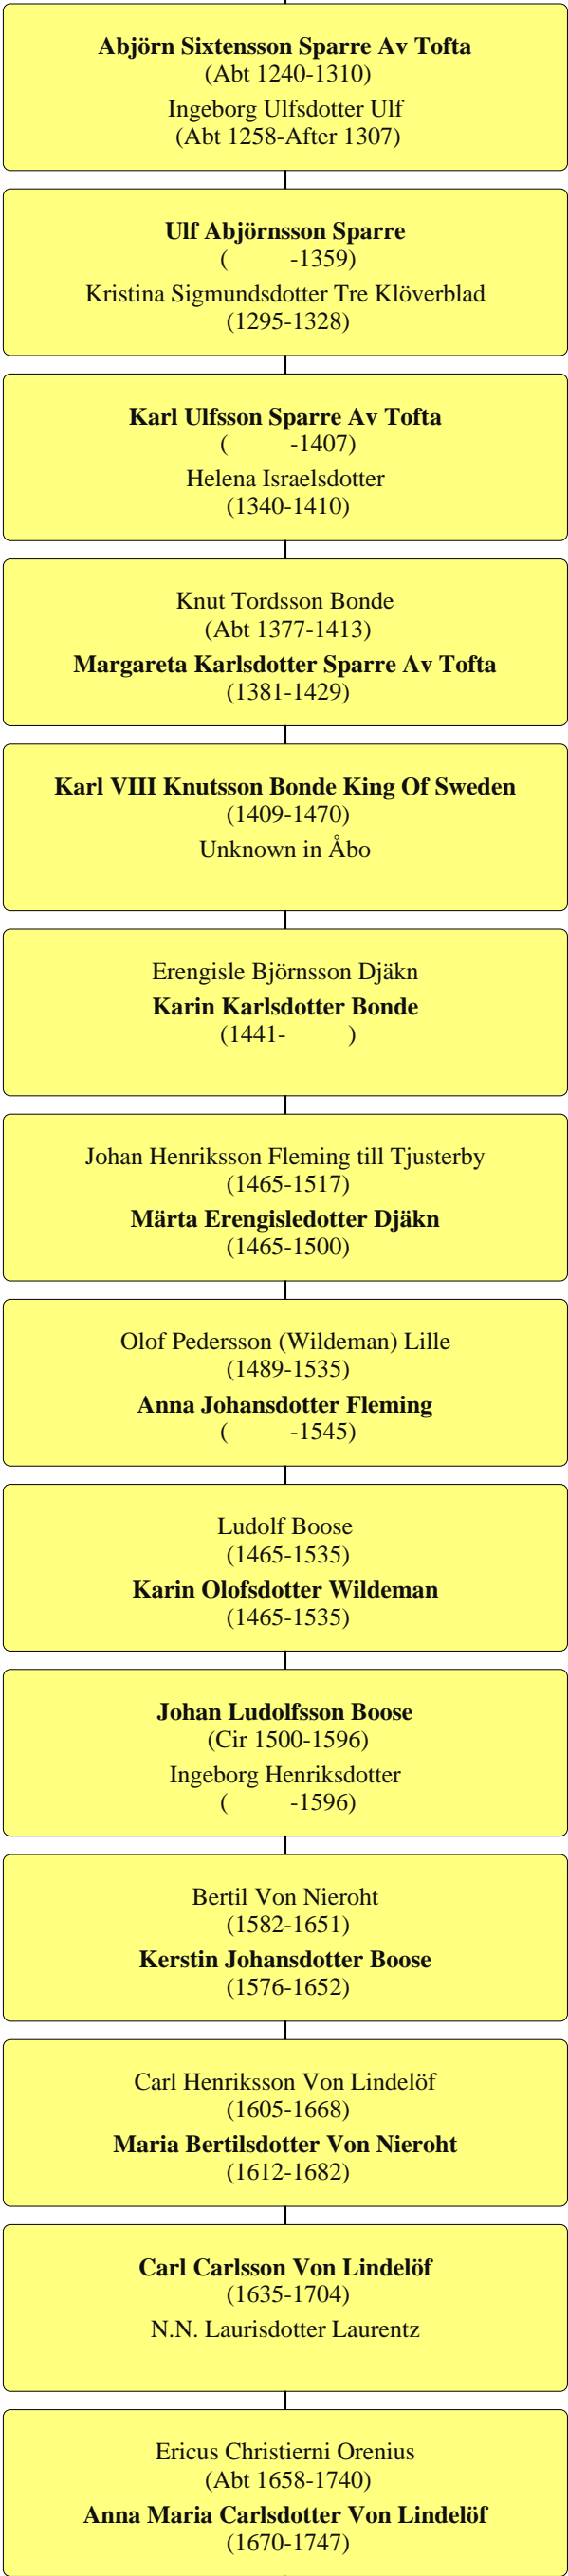 Abjörn Sixtensson Sparre Av Tofta
(Abt 1240-1310)
Ingeborg Ulfsdotter Ulf
(Abt 1258-After 1307)
Ulf Abjörnsson Sparre
(          -1359)
Kristina Sigmundsdotter Tre Klöverblad
(1295-1328)
Karl Ulfsson Sparre Av Tofta
(          -1407)
Helena Israelsdotter
(1340-1410)
Knut Tordsson Bonde
(Abt 1377-1413)
Margareta Karlsdotter Sparre Av Tofta
(1381-1429)
Karl VIII Knutsson Bonde King Of Sweden
(1409-1470)
Unknown in Åbo
Erengisle Björnsson Djäkn
Karin Karlsdotter Bonde
(1441-          )
Johan Henriksson Fleming till Tjusterby
(1465-1517)
Märta Erengisledotter Djäkn
(1465-1500)
Olof Pedersson (Wildeman) Lille
(1489-1535)
Anna Johansdotter Fleming
(          -1545)
Ludolf Boose
(1465-1535)
Karin Olofsdotter Wildeman
(1465-1535)
Johan Ludolfsson Boose
(Cir 1500-1596)
Ingeborg Henriksdotter
(          -1596)
Bertil Von Nieroht
(1582-1651)
Kerstin Johansdotter Boose
(1576-1652)
Carl Henriksson Von Lindelöf
(1605-1668)
Maria Bertilsdotter Von Nieroht
(1612-1682)
Carl Carlsson Von Lindelöf
(1635-1704)
N.N. Laurisdotter Laurentz
Ericus Christierni Orenius
(Abt 1658-1740)
Anna Maria Carlsdotter Von Lindelöf
(1670-1747)